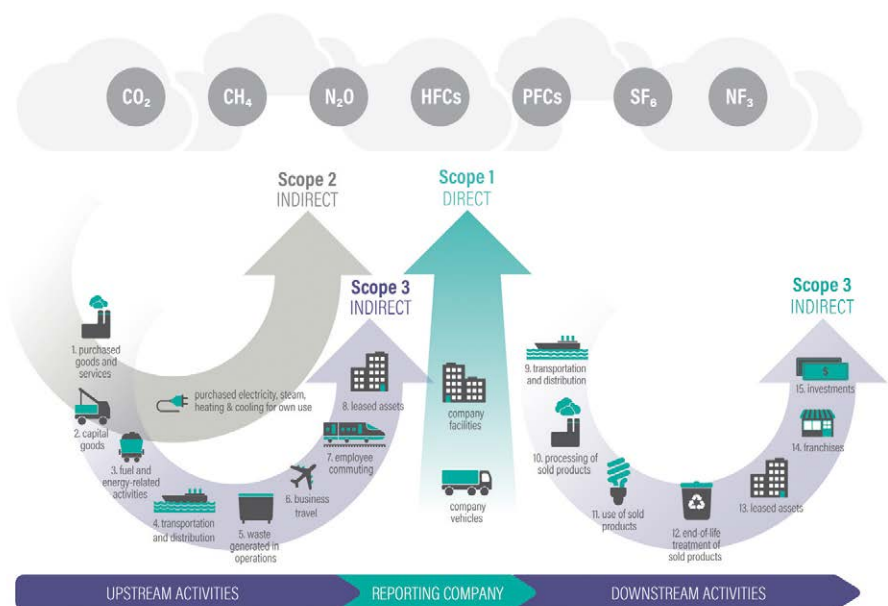 CO₂
CH₄
N₂O
HFCs
PFCs
SF₆
NF₃
Scope 2
INDIRECT
Scope 1
DIRECT
Scope 3
INDIRECT
Scope 3
INDIRECT
1. purchased
goods and
services
2. capital
goods
3. fuel and
energy-related
activities
4. transportation
and distribution
5. waste
generated in
operations
6. business
travel
7. employee
commuting
8. leased assets
purchased electricity, steam,
heating & cooling for own use
company
facilities
company
vehicles
9. transportation
and distribution
10. processing of
sold products
11. use of sold
products
12. end-of-life
treatment of
sold products
13. leased assets
14. franchises
$
15. investments
UPSTREAM ACTIVITIES
REPORTING COMPANY
DOWNSTREAM ACTIVITIES